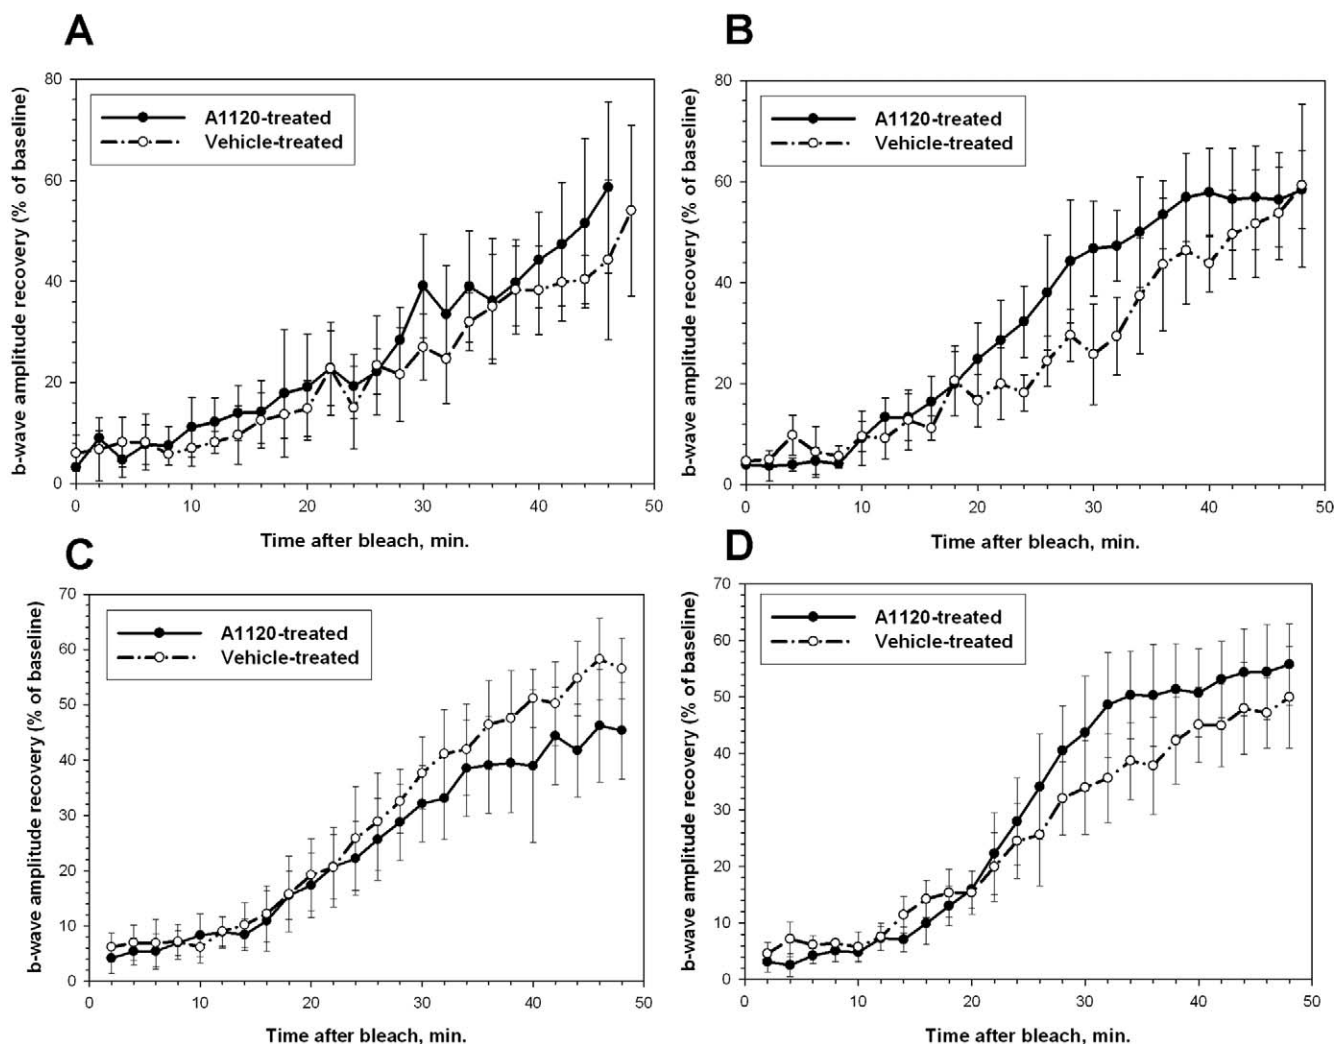 A
b-wave amplitude recovery (% of baseline)
80
60
40
20
0
A1120-treated
Vehicle-treated
0 10 20 30 40 50
Time after bleach, min.
B
b-wave amplitude recovery (% of baseline)
80
60
40
20
0
A1120-treated
Vehicle-treated
0 10 20 30 40 50
Time after bleach, min.
C
b-wave amplitude recovery (% of baseline)
70
60
50
40
30
20
10
0
A1120-treated
Vehicle-treated
0 10 20 30 40 50
Time after bleach, min.
D
b-wave amplitude recovery (% of baseline)
70
60
50
40
30
20
10
0
A1120-treated
Vehicle-treated
0 10 20 30 40 50
Time after bleach, min.